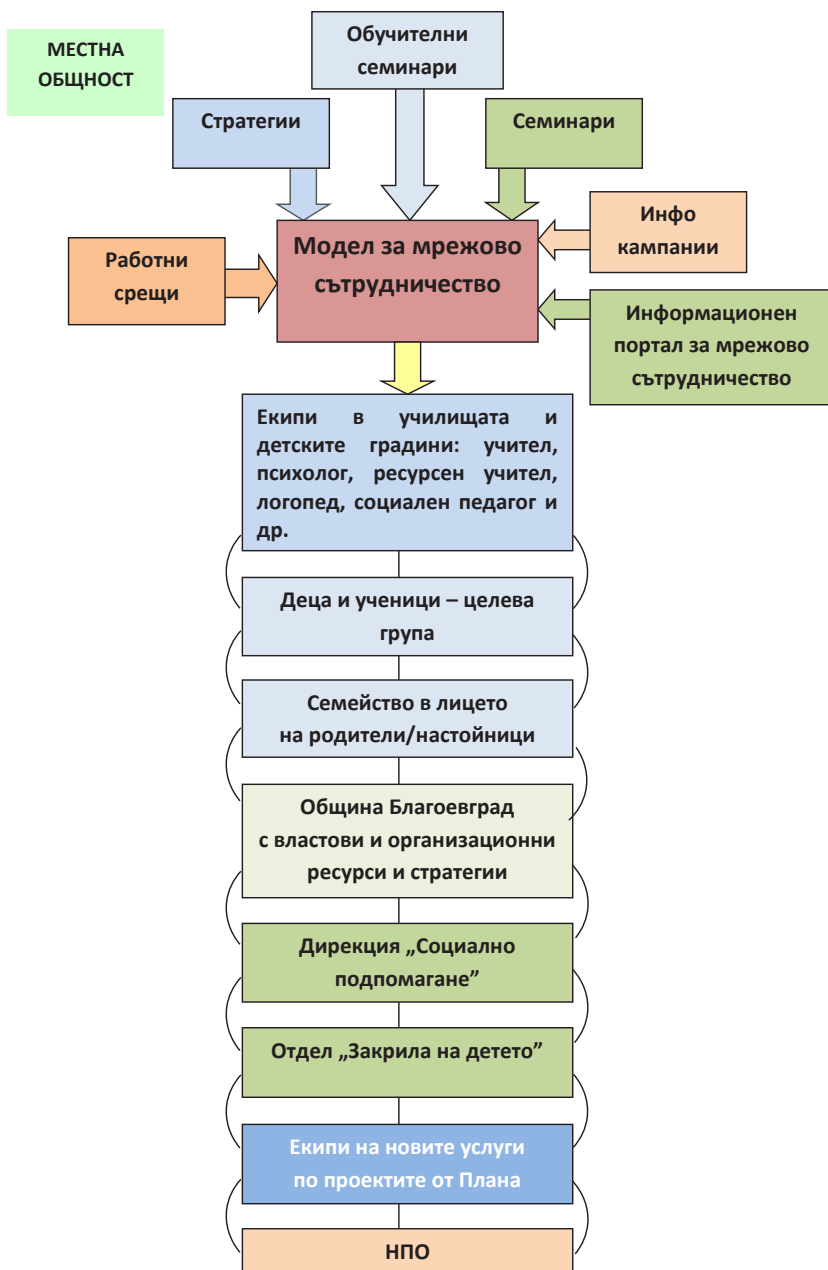 МЕСТНА
ОБЩНОСТ
Обучителни
семинари
Стратегии
Семинари
Инфо
кампании
Работни
срещи
Модел за мрежово
сътрудничество
Информационен
портал за мрежово
сътрудничество
Екипи в училищата и
детските градини: учител,
психолог, ресурсен учител,
логопед, социален педагог и
др.
Деца и ученици – целева
група
Семейство в лицето
на родители/настойници
Община Благоевград
с властови и организационни
ресурси и стратегии
Дирекция „Социално
подпомагане”
Отдел „Закрила на детето”
Екипи на новите услуги
по проектите от Плана
НПО